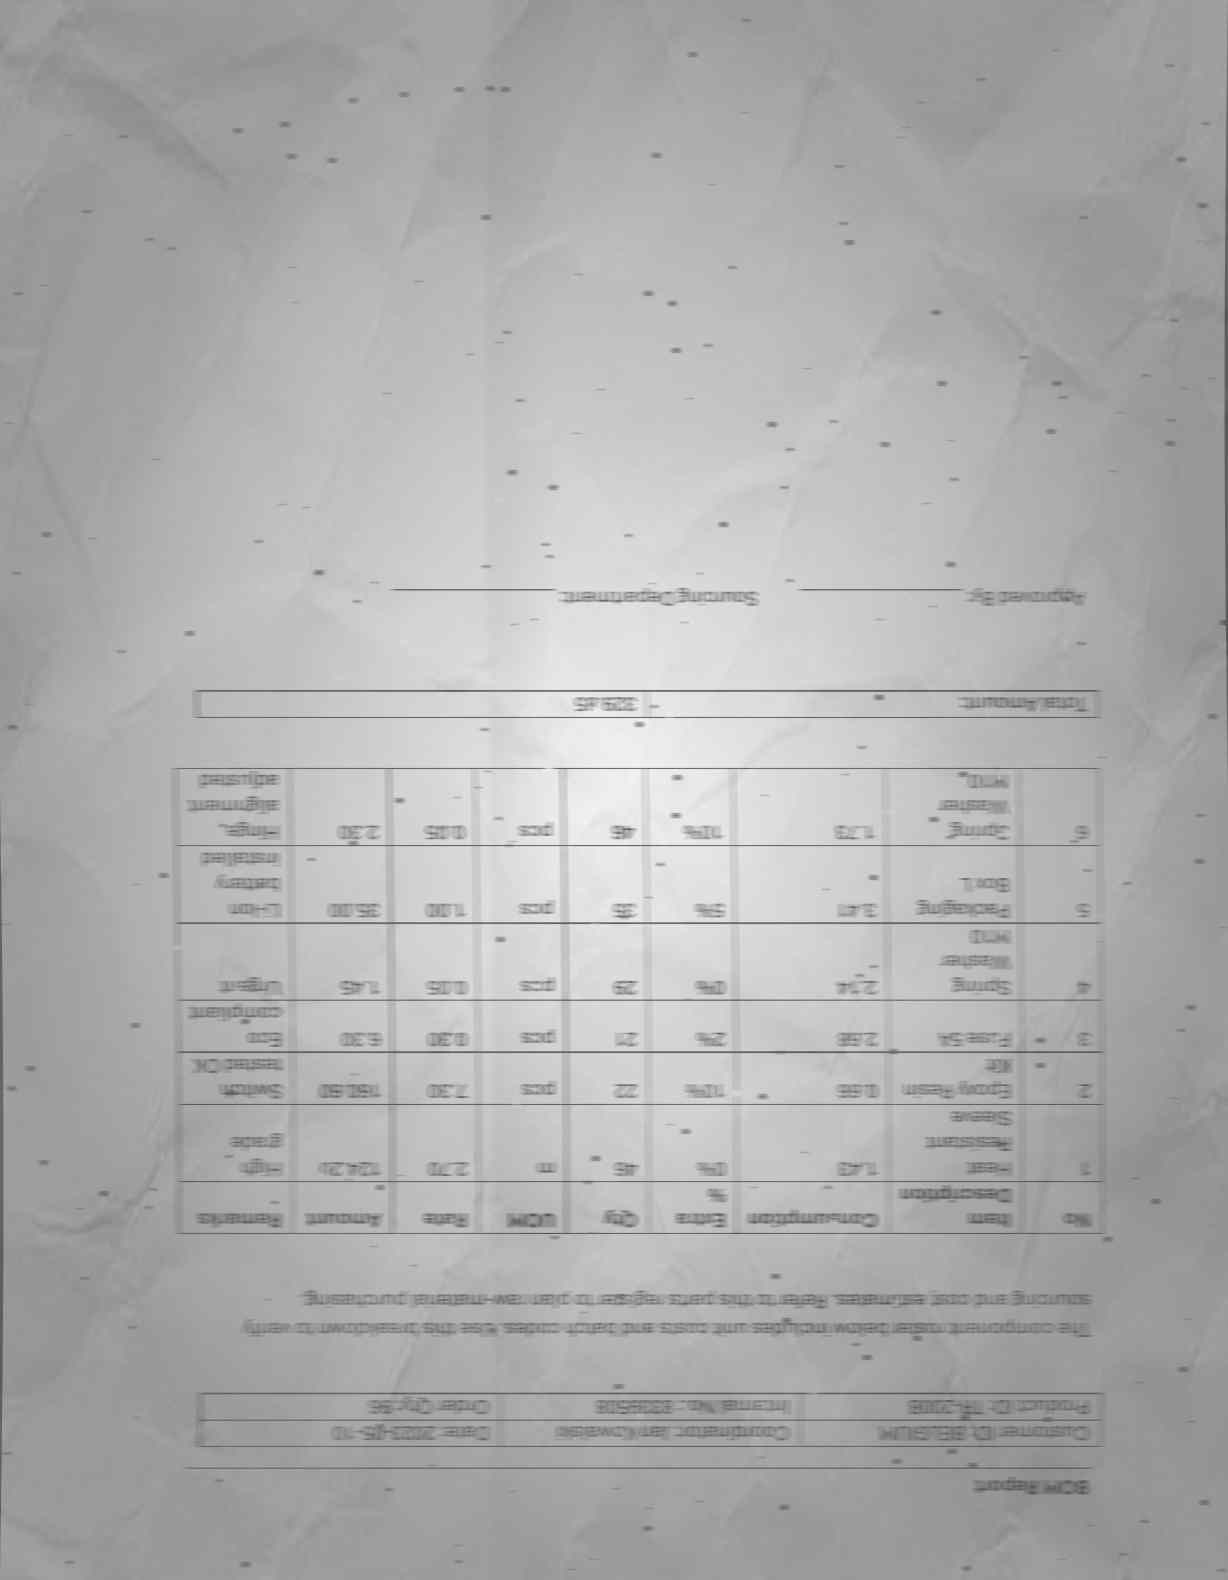 BOM Report
Customer ID: BELGIUM Coordinator: Jan Kowalski Date: 2023-05-10
Product ID: Internal No.: Order Qty: 96
The component roster below includes unit costs and batch codes. Use this breakdown to verify
sourcing and cost estimates. Refer to this parts register to plan raw-material purchasing.
No Item Consumption Extra Qty UOM Rate Amount Remarks
Description %
1 Heat 1.43 0% 46 m 2.70 124.20 High
Resistant grade
Sleeve
2 Epoxy Resin 0.66 10% 22 pcs 7.30 160.60 Switch
Kit tested OK
3 Fuse 5A 2.68 2% 21 pcs 0.30 6.30 Eco
compliant
4 Spring 2.14 0% 29 pcs 0.05 1.45 Urgent
Washer
M10
5 Packaging 3.41 5% 35 pcs 1.00 35.00 Li-ion
Box L battery
installed
6 Spring 1.73 10% 46 pcs 0.05 2.30 Hinge,
Washer alignment
M10 adjusted
Total Amount: 329.85
Approved By: Sourcing Department: